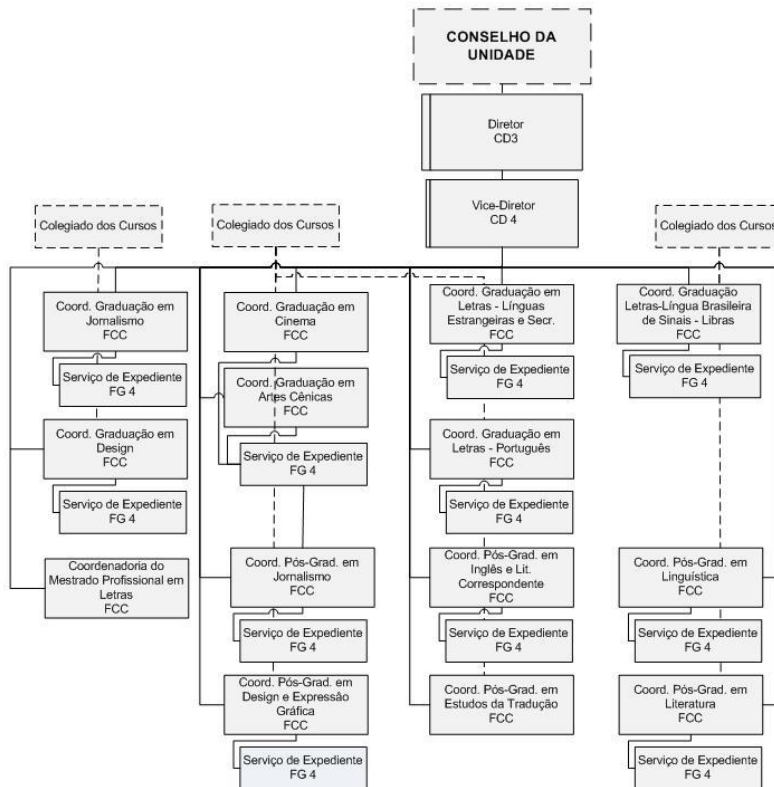 CONSELHO DA
UNIDADE
Diretor
CD3
Vice-Diretor
CD 4
Colegiado dos Cursos
Colegiado dos Cursos
Colegiado dos Cursos
Coord. Graduação em
Jornalismo
FCC
Serviço de Expediente
FG 4
Coord. Graduação em
Design
FCC
Serviço de Expediente
FG 4
Coordenadoria do
Mestrado Profissional em
Letras
FCC
Coord. Graduação em
Cinema
FCC
Coord. Graduação em
Artes Cênicas
FCC
Serviço de Expediente
FG 4
Coord. Pós-Grad. em
Jornalismo
FCC
Serviço de Expediente
FG 4
Coord. Pós-Grad. em
Design e Expressão
Gráfica
FCC
Serviço de Expediente
FG 4
Coord. Graduação em
Letras - Línguas
Estrangeiras e Secr.
FCC
Serviço de Expediente
FG 4
Coord. Graduação em
Letras - Português
FCC
Serviço de Expediente
FG 4
Coord. Pós-Grad. em
Inglês e Lit.
Correspondente
FCC
Serviço de Expediente
FG 4
Coord. Pós-Grad. em
Estudos da Tradução
FCC
Coord. Graduação
Letras-Língua Brasileira
de Sinais - Libras
FCC
Serviço de Expediente
FG 4
Coord. Pós-Grad. em
Linguística
FCC
Serviço de Expediente
FG 4
Coord. Pós-Grad. em
Literatura
FCC
Serviço de Expediente
FG 4